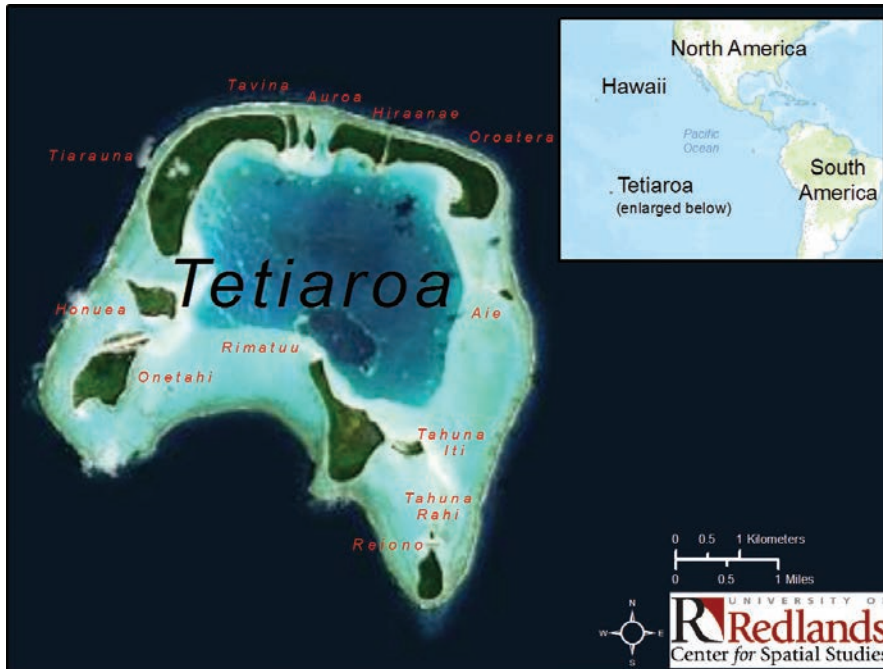 Tavina
Auroa
Hiraanae
Oroatera
Tiarauna
Tetiaroa
Honuea
Aie
Rimatuu
Onetahi
Tahuna
Iti
Tahuna
Rahi
Reiono
North America
Hawaii
Pacific
Ocean
South
America
Tetiaroa
(enlarged below)
0 0.5 1 Kilometers
0 0.5 1 Miles
N
W E
S
R
UNIVERSITY OF
Redlands
Center for Spatial Studies